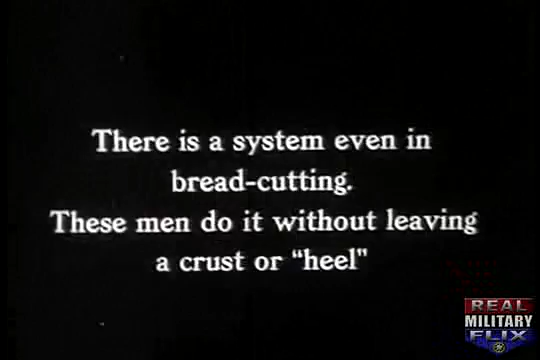 There is a system even in
bread-cutting.
These men do it without leaving
a crust or “heel"
REAL
MILITARY
FLIX